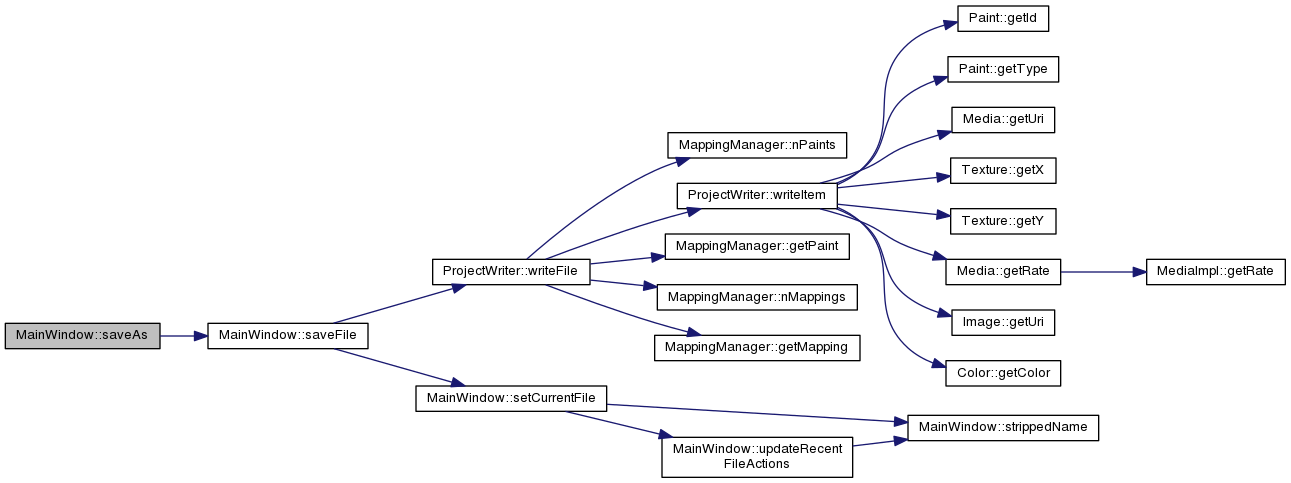 MainWindow::saveAs
MainWindow::saveFile
ProjectWriter::writeFile
MainWindow::setCurrentFile
MappingManager::nPaints
ProjectWriter::writeItem
MappingManager::getPaint
MappingManager::nMappings
MappingManager::getMapping
MainWindow::updateRecent
FileActions
Paint::getId
Paint::getType
Media::getUri
Texture::getX
Texture::getY
Media::getRate
Image::getUri
Color::getColor
MainWindow::strippedName
MediaImpl::getRate